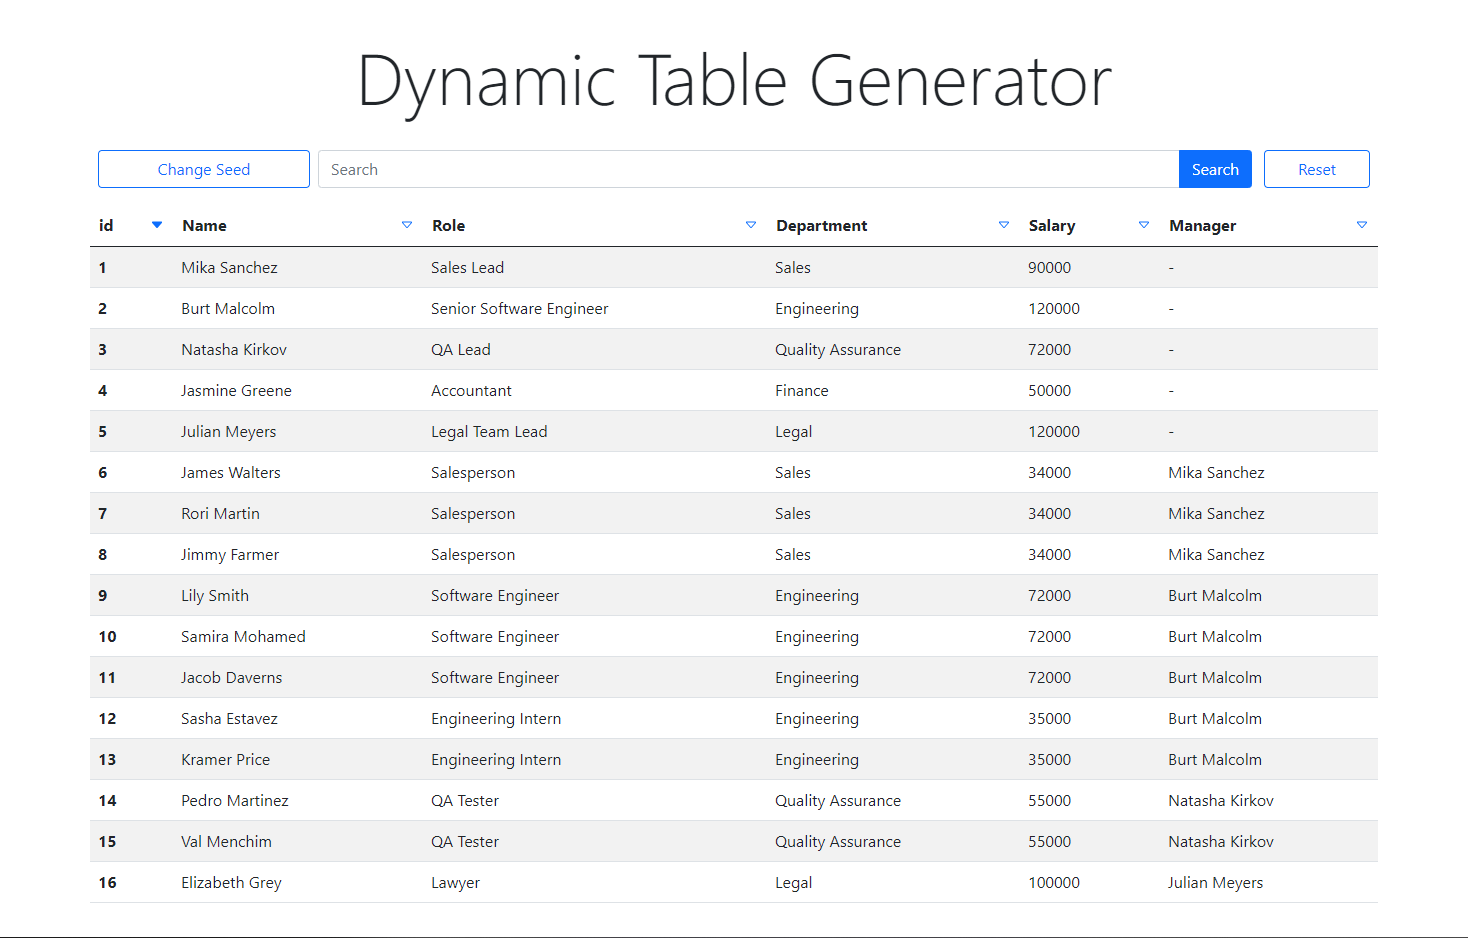 Dynamic Table Generator
Change Seed Search Search Reset
id Name Role Department Salary Manager
1 Mika Sanchez Sales Lead Sales 90000 -
2 Burt Malcolm Senior Software Engineer Engineering 120000 -
3 Natasha Kirkov QA Lead Quality Assurance 72000 -
4 Jasmine Greene Accountant Finance 50000 -
5 Julian Meyers Legal Team Lead Legal 120000 -
6 James Walters Salesperson Sales 34000 Mika Sanchez
7 Rori Martin Salesperson Sales 34000 Mika Sanchez
8 Jimmy Farmer Salesperson Sales 34000 Mika Sanchez
9 Lily Smith Software Engineer Engineering 72000 Burt Malcolm
10 Samira Mohamed Software Engineer Engineering 72000 Burt Malcolm
11 Jacob Daverns Software Engineer Engineering 72000 Burt Malcolm
12 Sasha Estavez Engineering Intern Engineering 35000 Burt Malcolm
13 Kramer Price Engineering Intern Engineering 35000 Burt Malcolm
14 Pedro Martinez QA Tester Quality Assurance 55000 Natasha Kirkov
15 Val Menchim QA Tester Quality Assurance 55000 Natasha Kirkov
16 Elizabeth Grey Lawyer Legal 100000 Julian Meyers